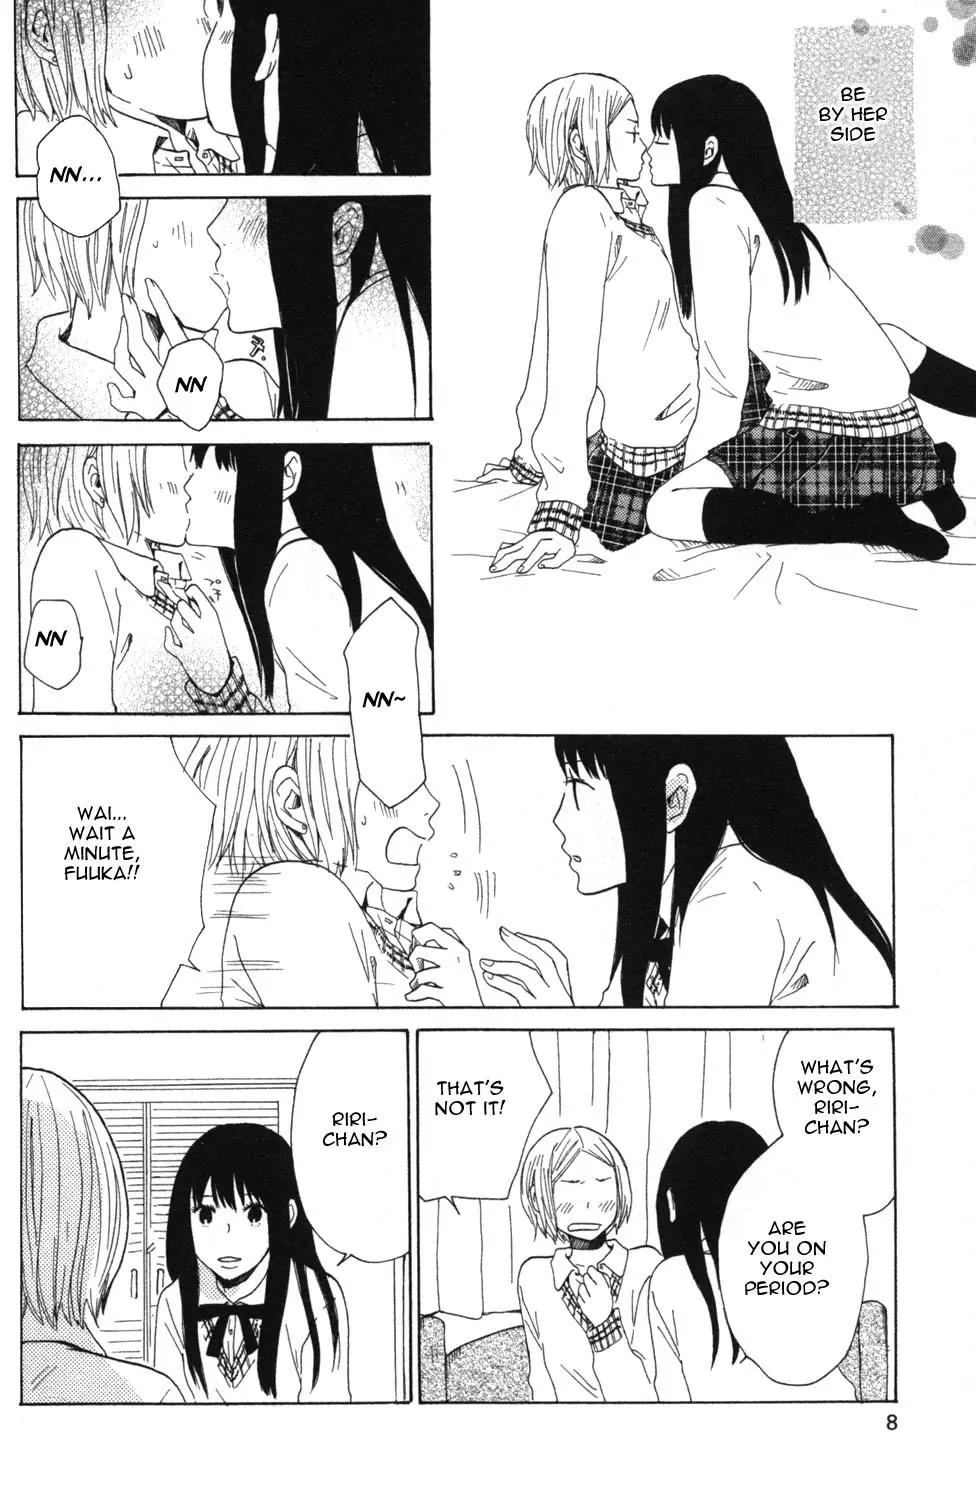 BE
BY HER
SIDE
NN...
NN
チ。
NN
NN~
WAI...
WAIT A
MINUTE,
FUUKA!!
WHAT'S
WRONG,
RIRI-
CHAN?
ARE
YOU ON
YOUR
PERIOD?
THAT'S
NOT IT!
RIRI-
CHAN?
8